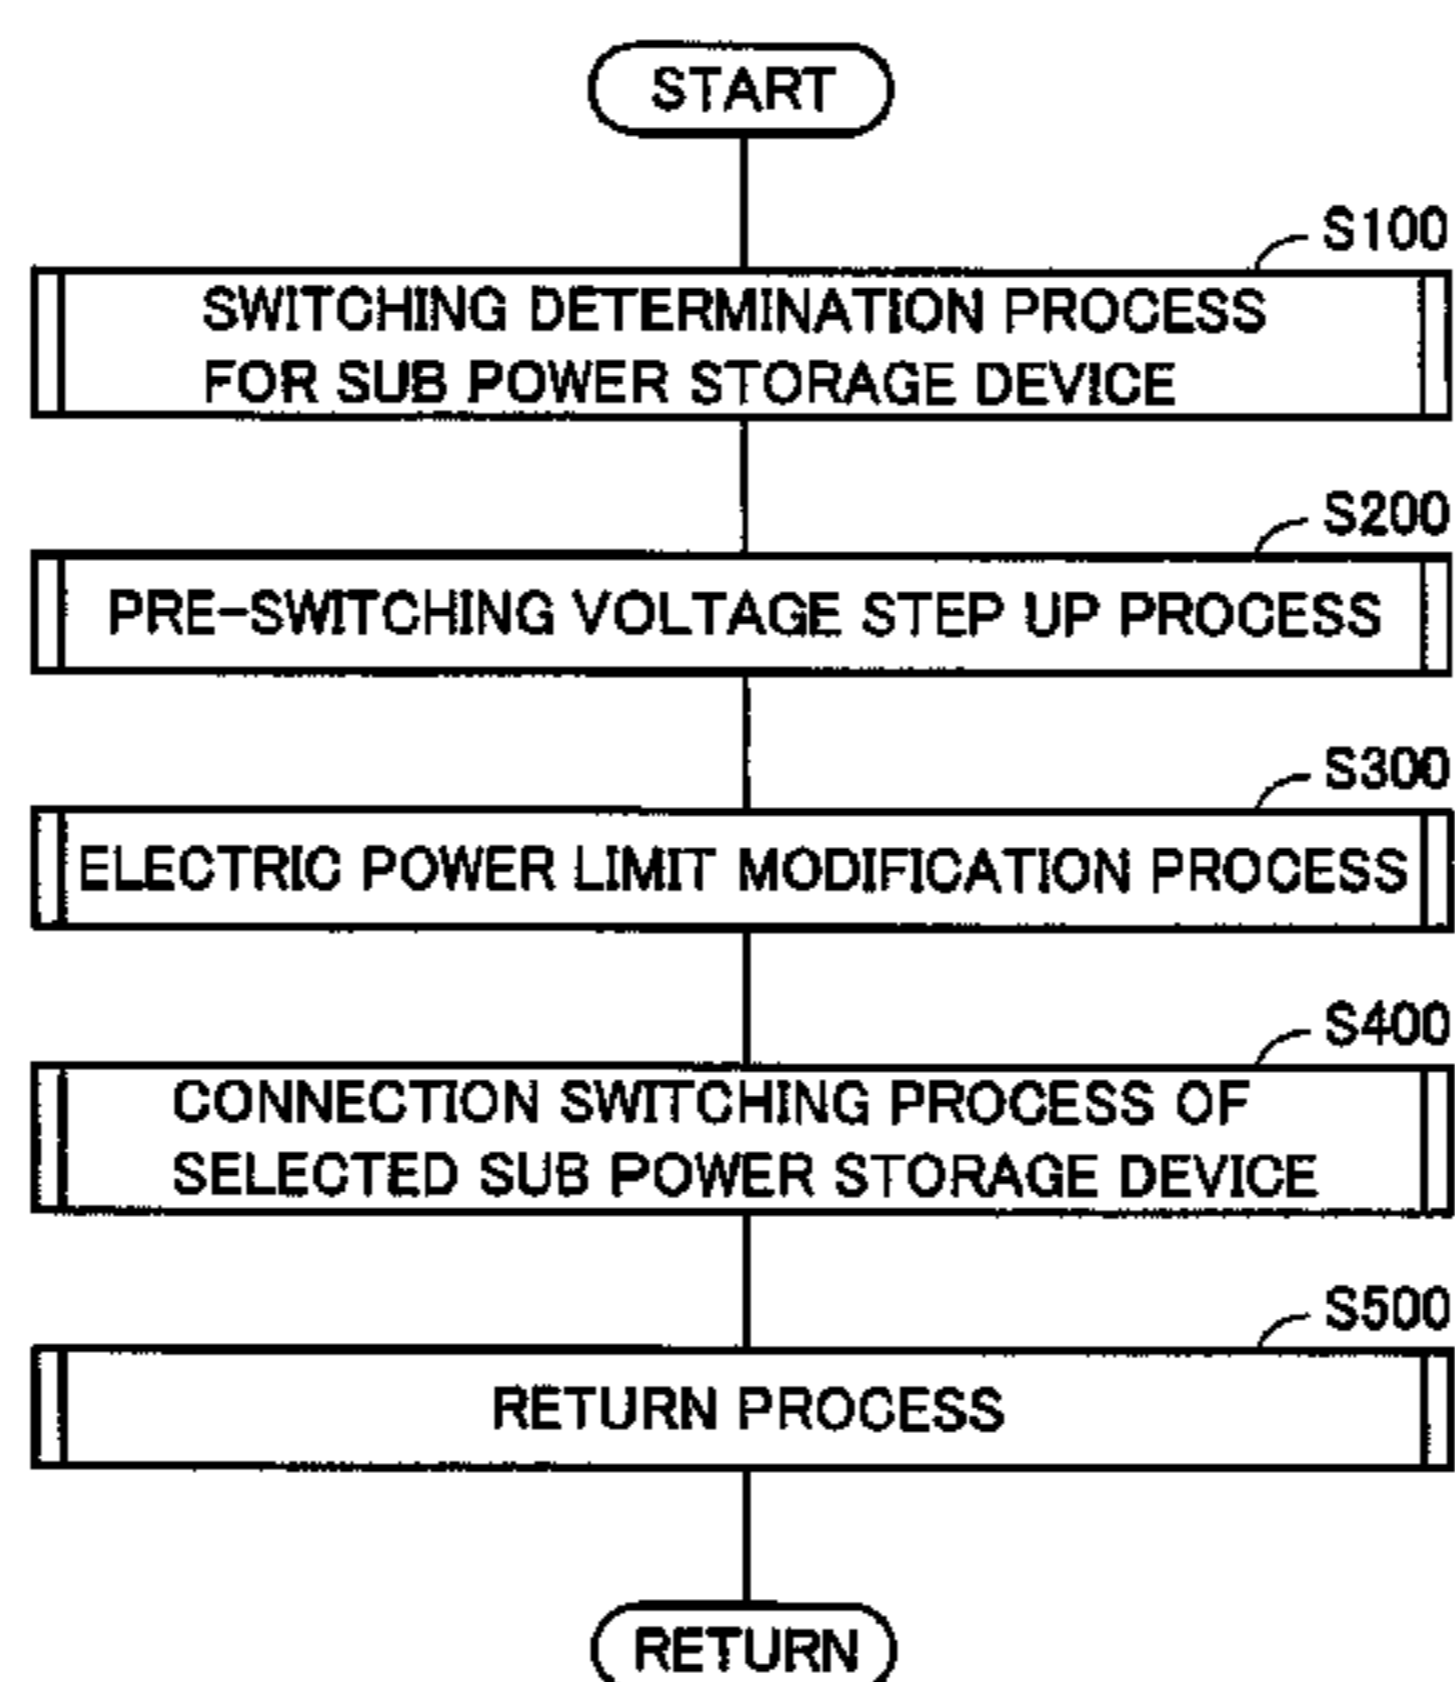 START
S100
SWITCHING DETERMINATION PROCESS
FOR SUB POWER STORAGE DEVICE
S200
PRE-SWITCHING VOLTAGE STEP UP PROCESS
S300
ELECTRIC POWER LIMIT MODIFICATION PROCESS
S400
CONNECTION SWITCHING PROCESS OF
SELECTED SUB POWER STORAGE DEVICE
S500
RETURN PROCESS
RETURN